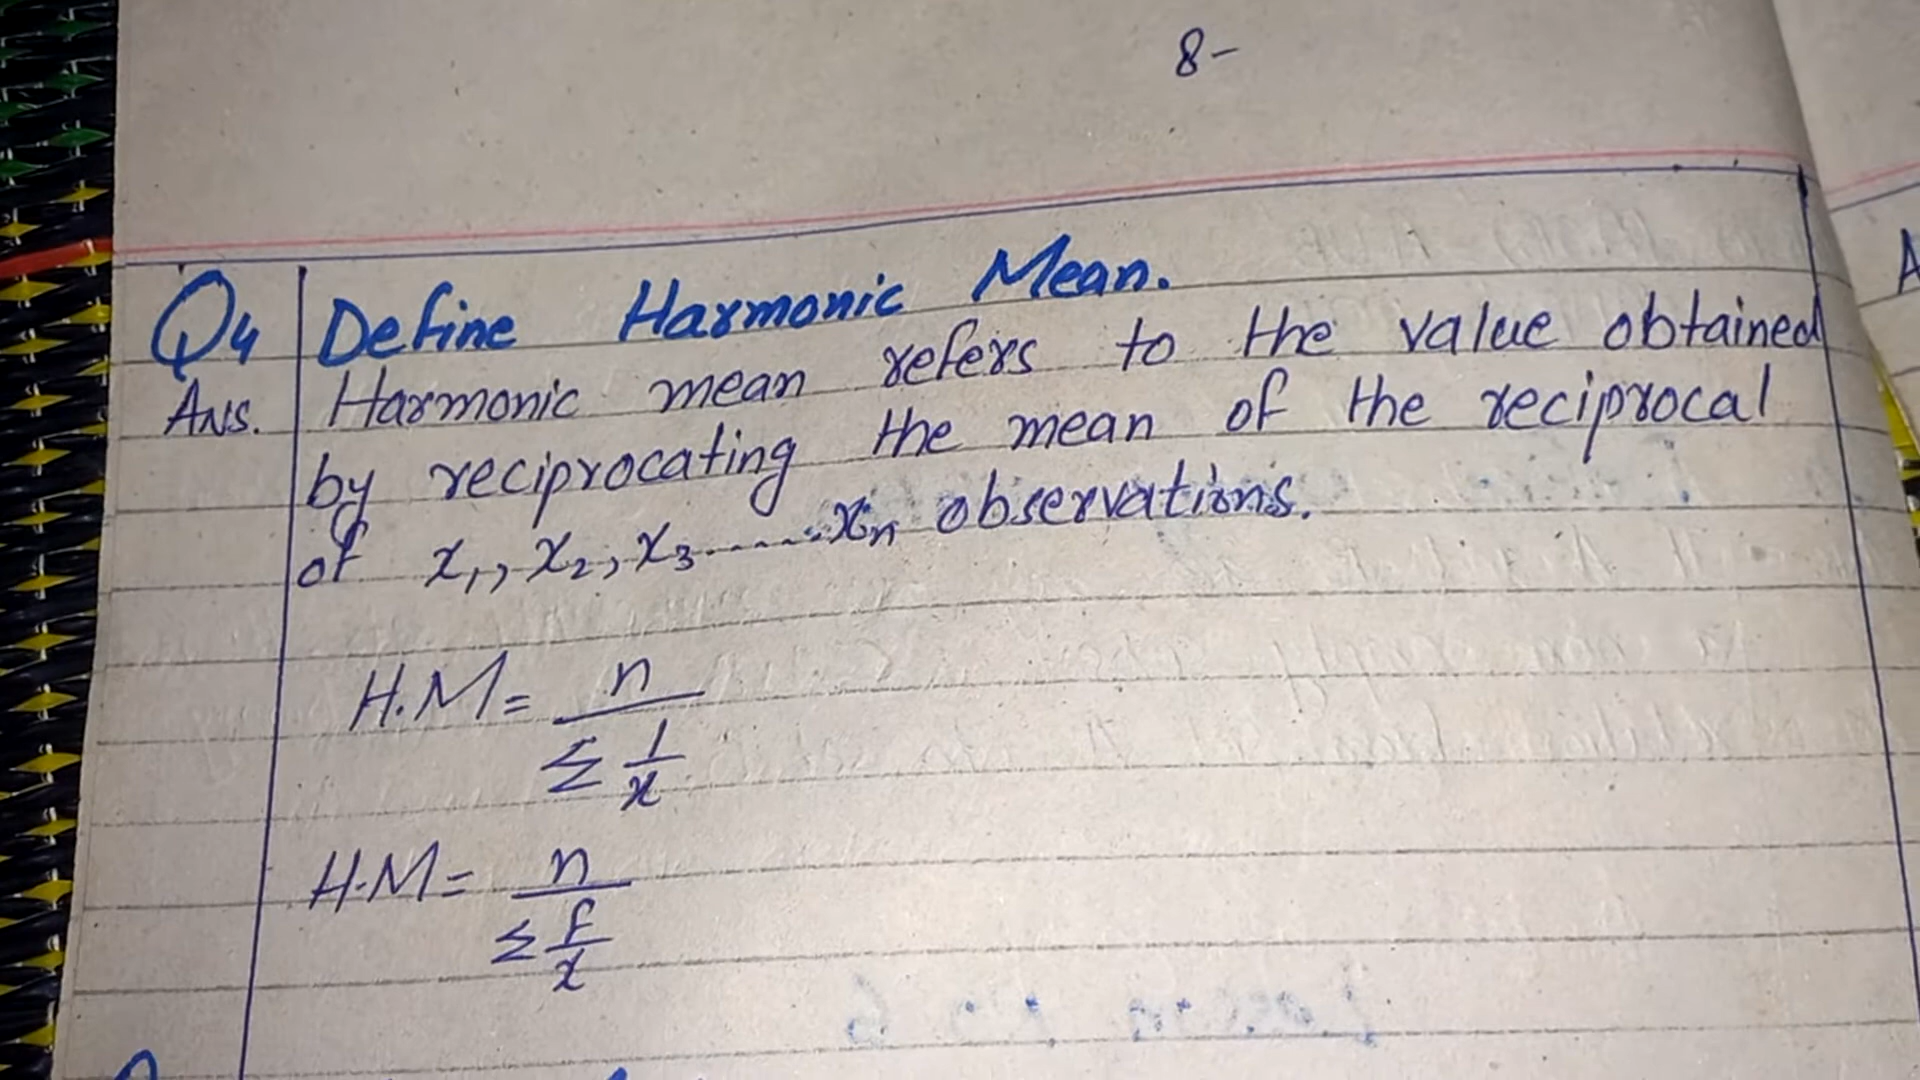 8-
Q4 Define Harmonic Mean.
Ans. Harmonic mean refers to the value obtained
by reciprocating the mean of the reciprocal
of x₁, x₂, x₃......xₙ observations.
H.M = n / Σ 1/x
H.M = n / Σ f/x
A